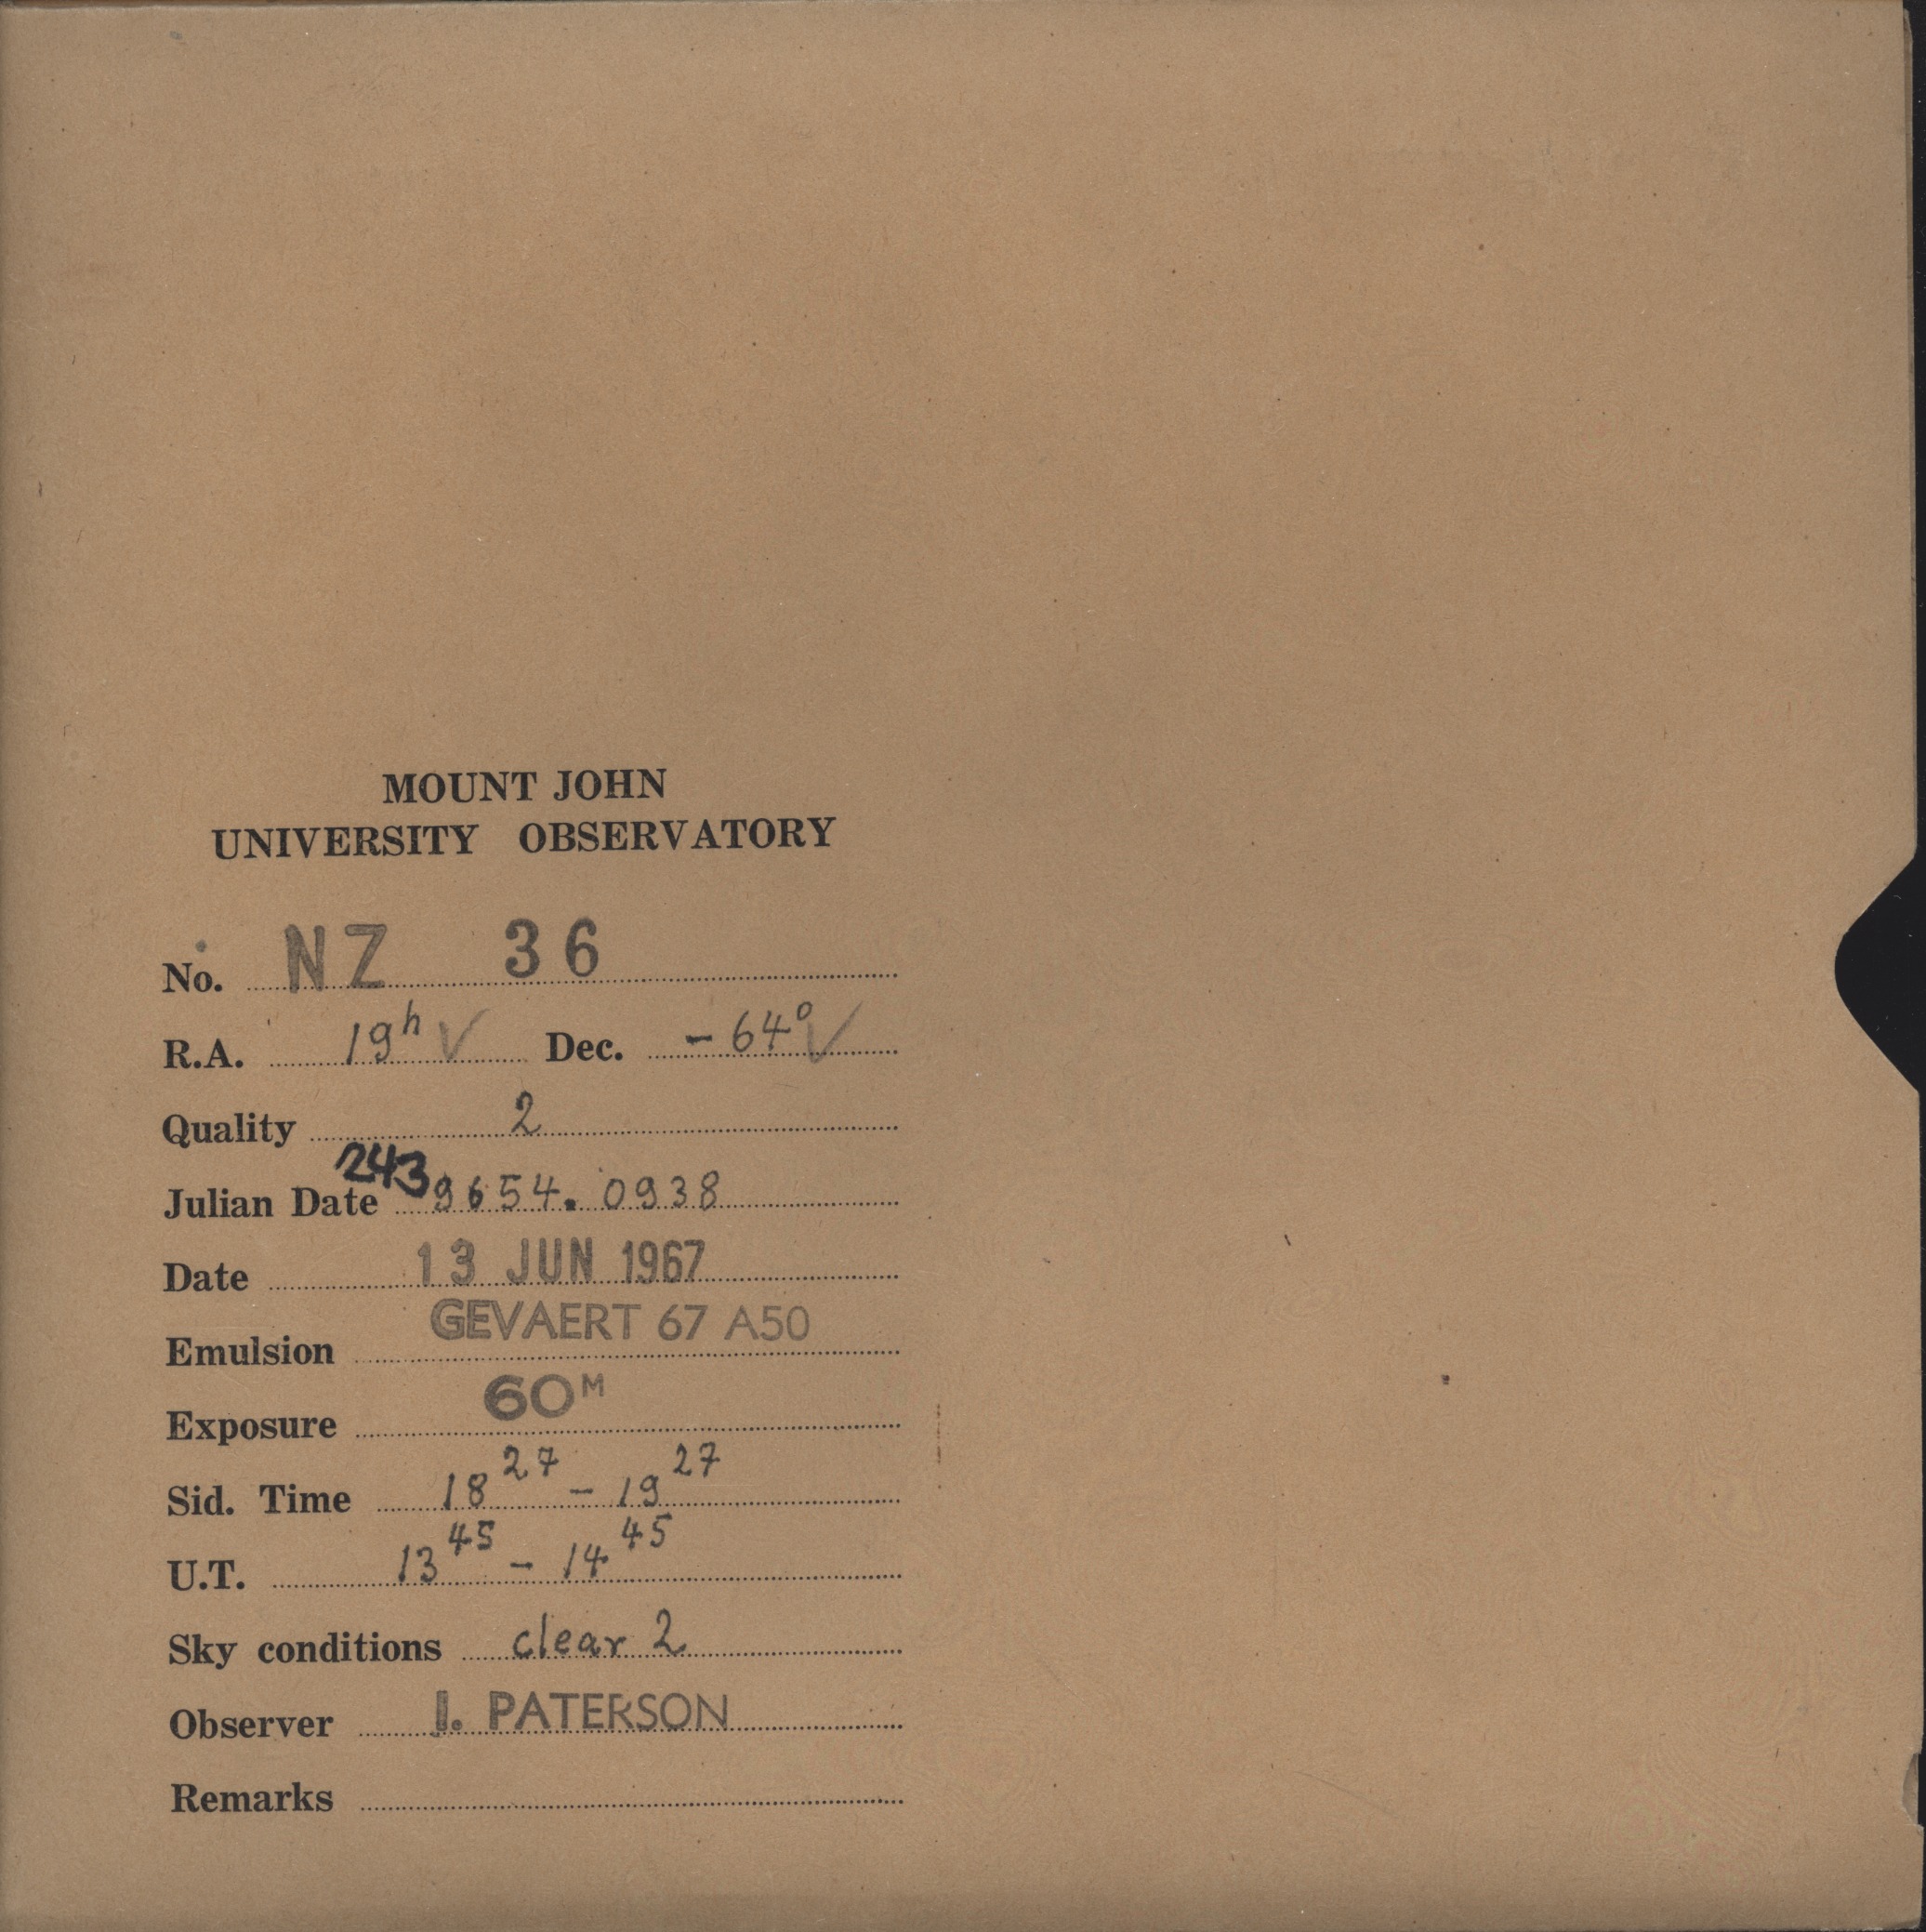 MOUNT JOHN
UNIVERSITY OBSERVATORY
No. NZ 36
R.A. 19h ✓ Dec. -64° ✓
Quality 2
Julian Date 2439654.0938
Date 13 JUN 1967
Emulsion GEVAERT 67 A50
Exposure 60M
Sid. Time 18 27 - 19 27
U.T. 13 45 - 14 45
Sky conditions clear 2
Observer I. PATERSON
Remarks